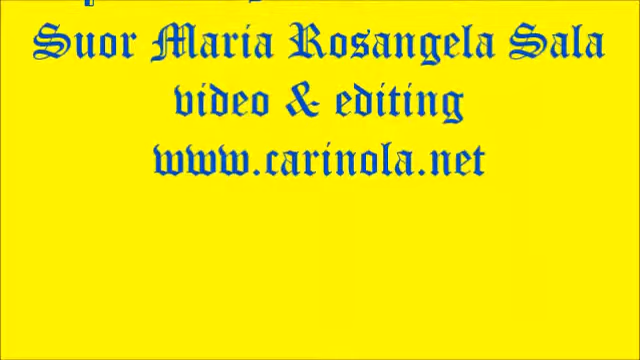 Suor Maria Rosangela Sala
video & editing
www.carinola.net